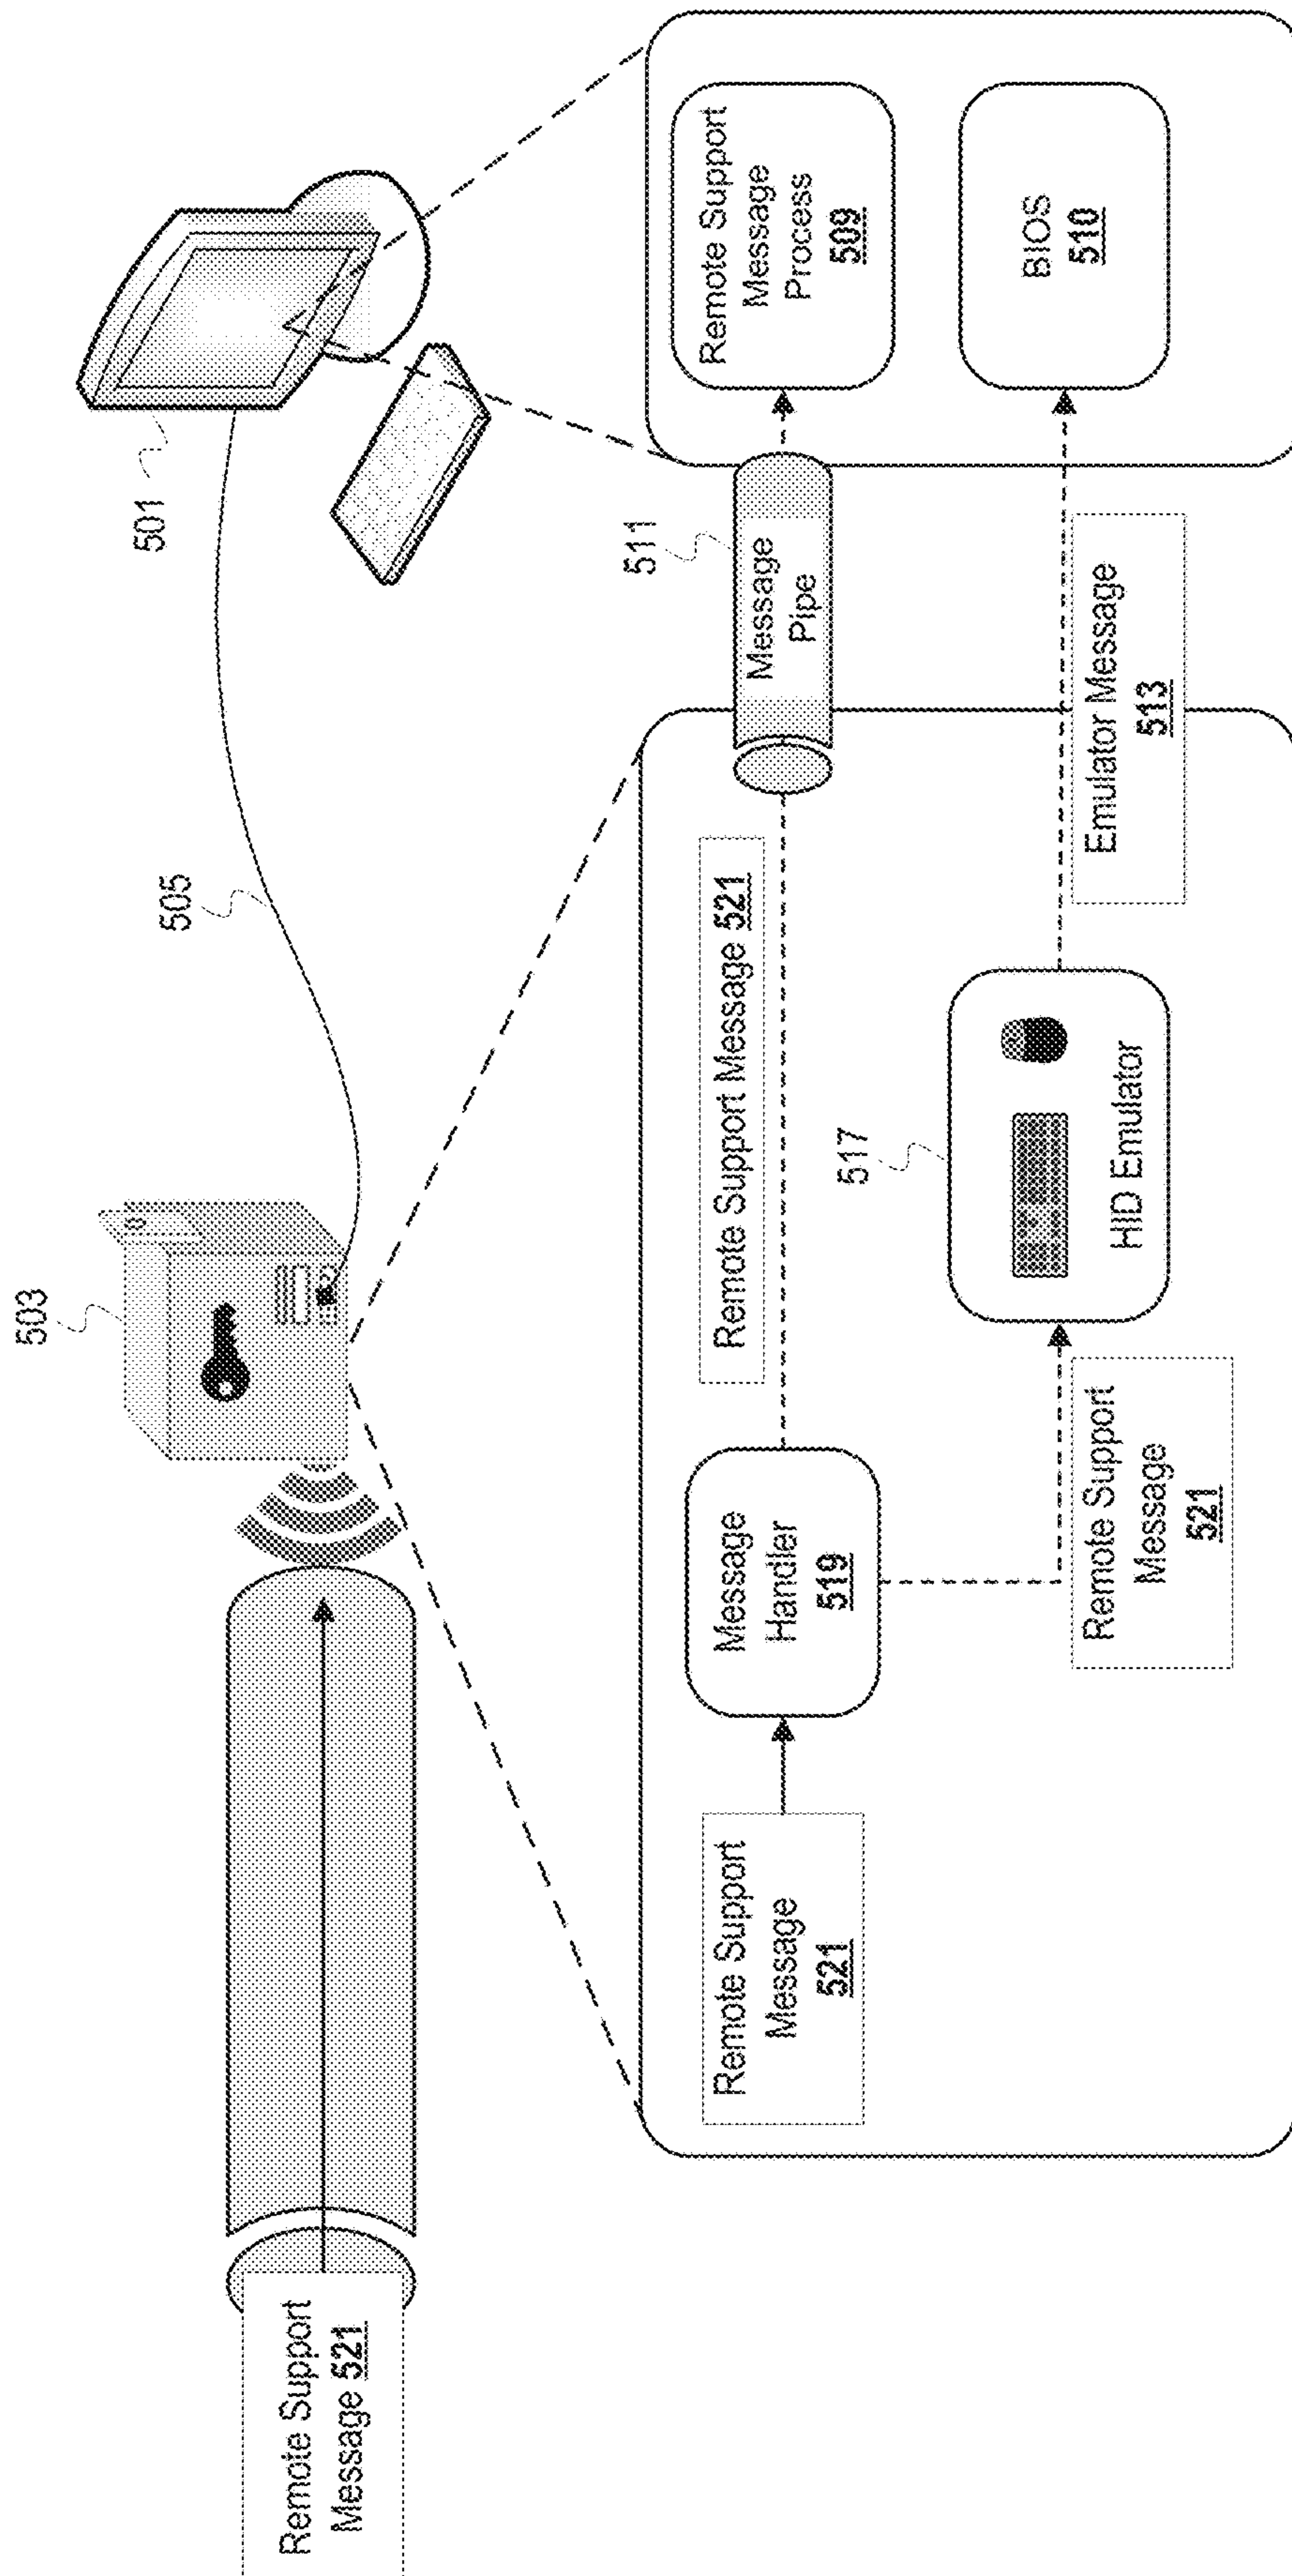 503
505
501
Remote Support
Message 521
511
Remote Support
Message
521
Message
Handler
519
Remote Support Message 521
Message
Pipe
Remote Support
Message
Process
509
517
HID Emulator
Remote Support
Message
521
Emulator Message
513
BIOS
510